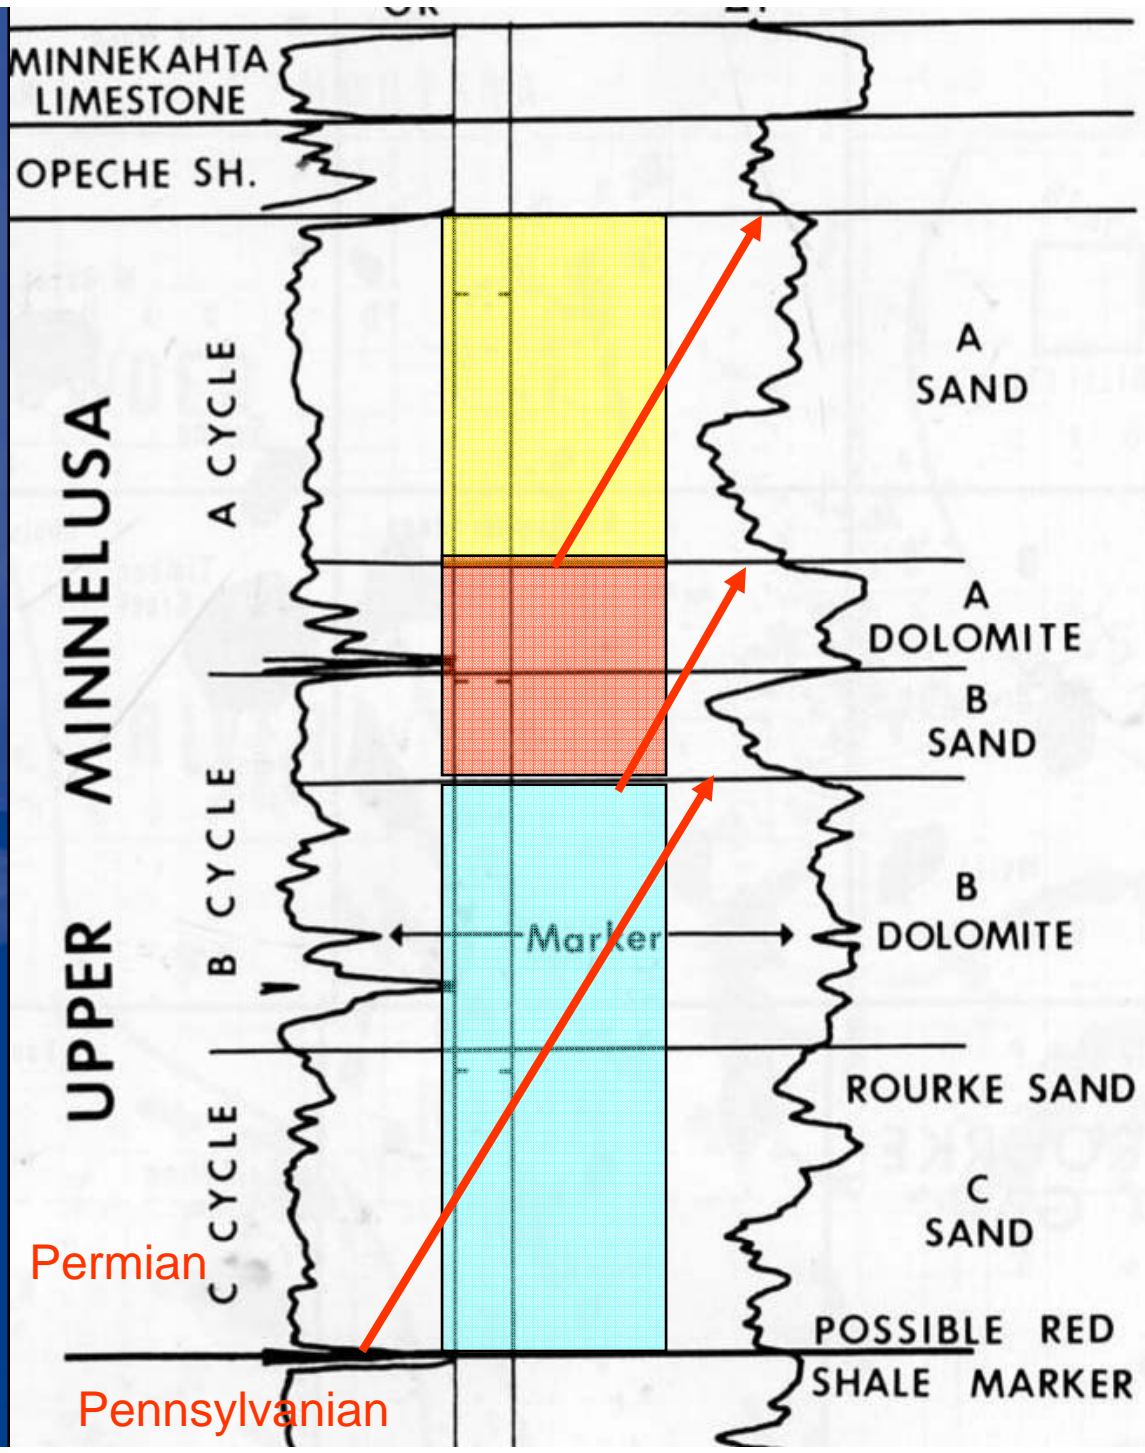 MINNEKAHTA
LIMESTONE
OPECHE SH.
UPPER MINNELUSA
A CYCLE
B CYCLE
C CYCLE
A
SAND
A
DOLOMITE
B
SAND
B
DOLOMITE
Marker
ROURKE SAND
C
SAND
POSSIBLE RED
SHALE MARKER
Permian
Pennsylvanian